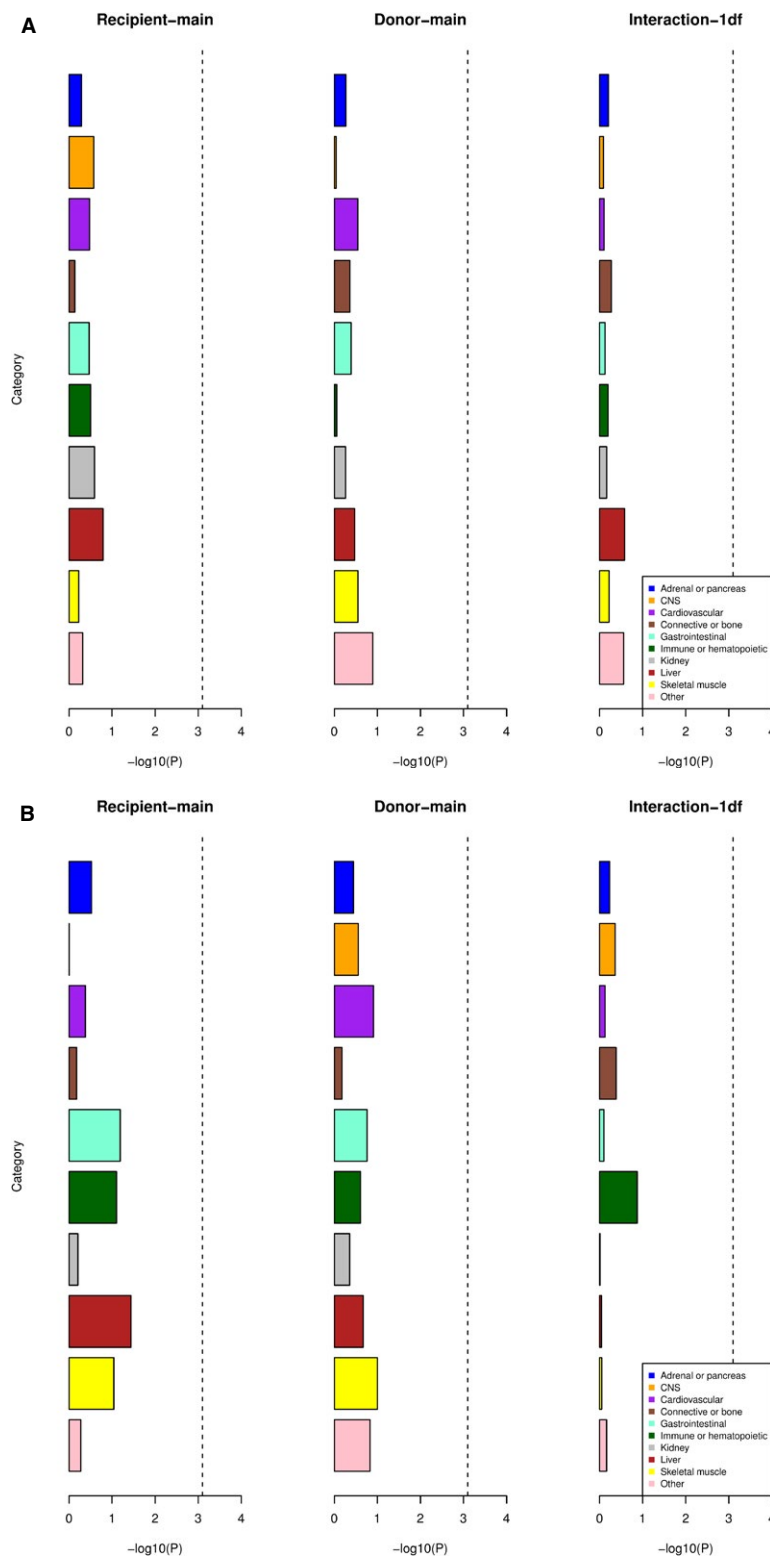 A
Recipient-main
Donor-main
Interaction-1df
Category
Adrenal or pancreas
CNS
Cardiovascular
Connective or bone
Gastrointestinal
Immune or hematopoietic
Kidney
Liver
Skeletal muscle
Other
0 1 2 3 4
0 1 2 3 4
0 1 2 3 4
-log10(P)
-log10(P)
-log10(P)
B
Recipient-main
Donor-main
Interaction-1df
Category
Adrenal or pancreas
CNS
Cardiovascular
Connective or bone
Gastrointestinal
Immune or hematopoietic
Kidney
Liver
Skeletal muscle
Other
0 1 2 3 4
0 1 2 3 4
0 1 2 3 4
-log10(P)
-log10(P)
-log10(P)